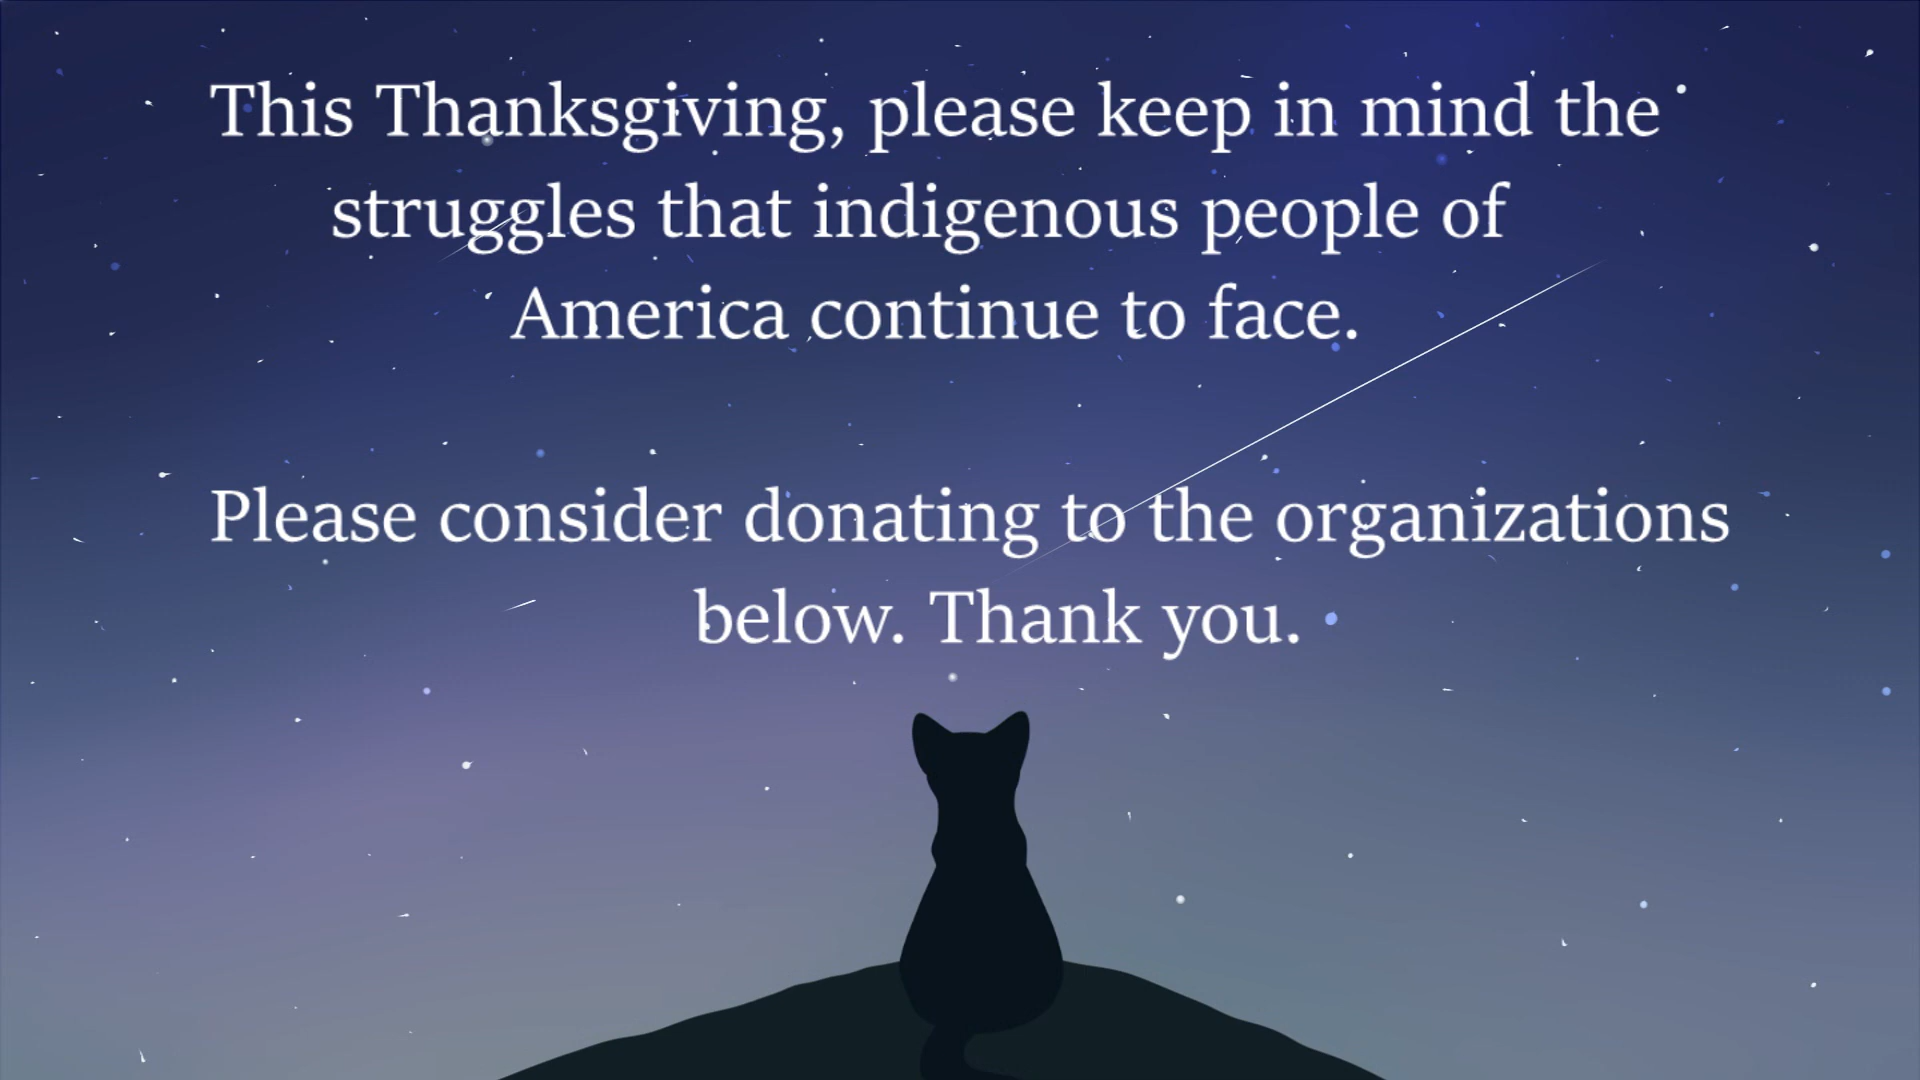 This Thanksgiving, please keep in mind the
struggles that indigenous people of
America continue to face.
Please consider donating to the organizations
below. Thank you.